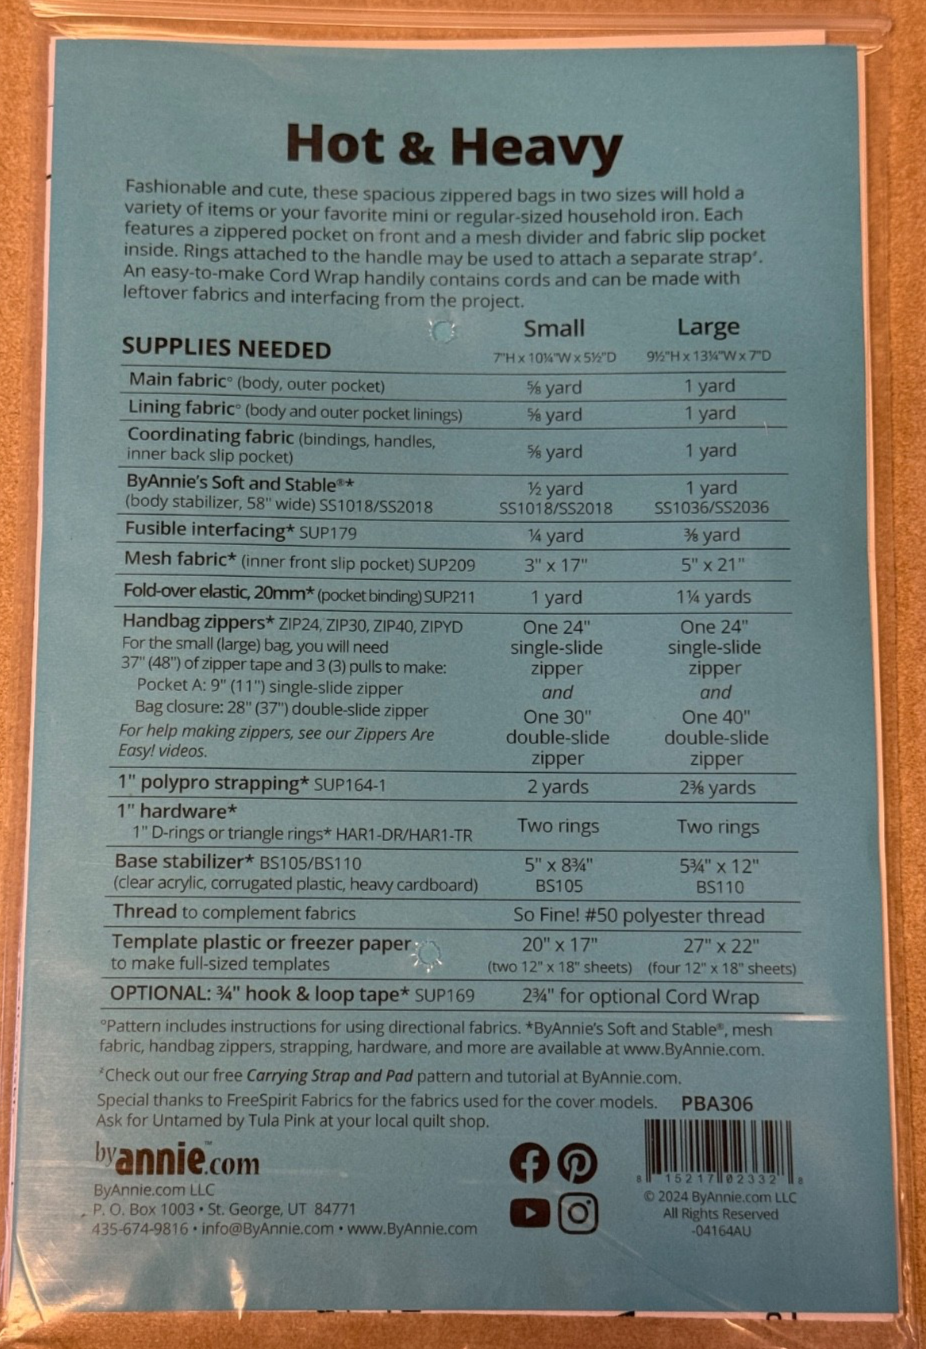 Hot & Heavy
Fashionable and cute, these spacious zippered bags in two sizes will hold a
variety of items or your favorite mini or regular-sized household iron. Each
features a zippered pocket on front and a mesh divider and fabric slip pocket
inside. Rings attached to the handle may be used to attach a separate strap.
An easy-to-make Cord Wrap handily contains cords and can be made with
leftover fabrics and interfacing from the project.
SUPPLIES NEEDED
Small Large
7"H x 10¼"W x 5½"D 9½"H x 13¼"W x 7"D
Main fabric° (body, outer pocket) ⅝ yard 1 yard
Lining fabric° (body and outer pocket linings) ⅝ yard 1 yard
Coordinating fabric (bindings, handles,
inner back slip pocket) ⅝ yard 1 yard
ByAnnie's Soft and Stable®* ½ yard 1 yard
(body stabilizer, 58" wide) SS1018/SS2018 SS1018/SS2018 SS1036/SS2036
Fusible interfacing* SUP179 ¼ yard ⅜ yard
Mesh fabric* (inner front slip pocket) SUP209 3" x 17" 5" x 21"
Fold-over elastic, 20mm* (pocket binding) SUP211 1 yard 1¼ yards
Handbag zippers* ZIP24, ZIP30, ZIP40, ZIPYD One 24" One 24"
For the small (large) bag, you will need single-slide single-slide
37" (48") of zipper tape and 3 (3) pulls to make: zipper zipper
Pocket A: 9" (11") single-slide zipper and and
Bag closure: 28" (37") double-slide zipper One 30" One 40"
For help making zippers, see our Zippers Are double-slide double-slide
Easy! videos. zipper zipper
1" polypro strapping* SUP164-1 2 yards 2⅜ yards
1" hardware*
1" D-rings or triangle rings* HAR1-DR/HAR1-TR Two rings Two rings
Base stabilizer* BS105/BS110 5" x 8¾" 5¾" x 12"
(clear acrylic, corrugated plastic, heavy cardboard) BS105 BS110
Thread to complement fabrics So Fine! #50 polyester thread
Template plastic or freezer paper 20" x 17" 27" x 22"
to make full-sized templates (two 12" x 18" sheets) (four 12" x 18" sheets)
OPTIONAL: ¾" hook & loop tape* SUP169 2¾" for optional Cord Wrap
°Pattern includes instructions for using directional fabrics. *ByAnnie's Soft and Stable®, mesh
fabric, handbag zippers, strapping, hardware, and more are available at www.ByAnnie.com.
Check out our free Carrying Strap and Pad pattern and tutorial at ByAnnie.com.
Special thanks to FreeSpirit Fabrics for the fabrics used for the cover models. PBA306
Ask for Untamed by Tula Pink at your local quilt shop.
by annie.com™
ByAnnie.com LLC
P. O. Box 1003 • St. George, UT 84771
435-674-9816 • info@ByAnnie.com • www.ByAnnie.com
8 15217 02332 8
© 2024 ByAnnie.com LLC
All Rights Reserved
-04164AU